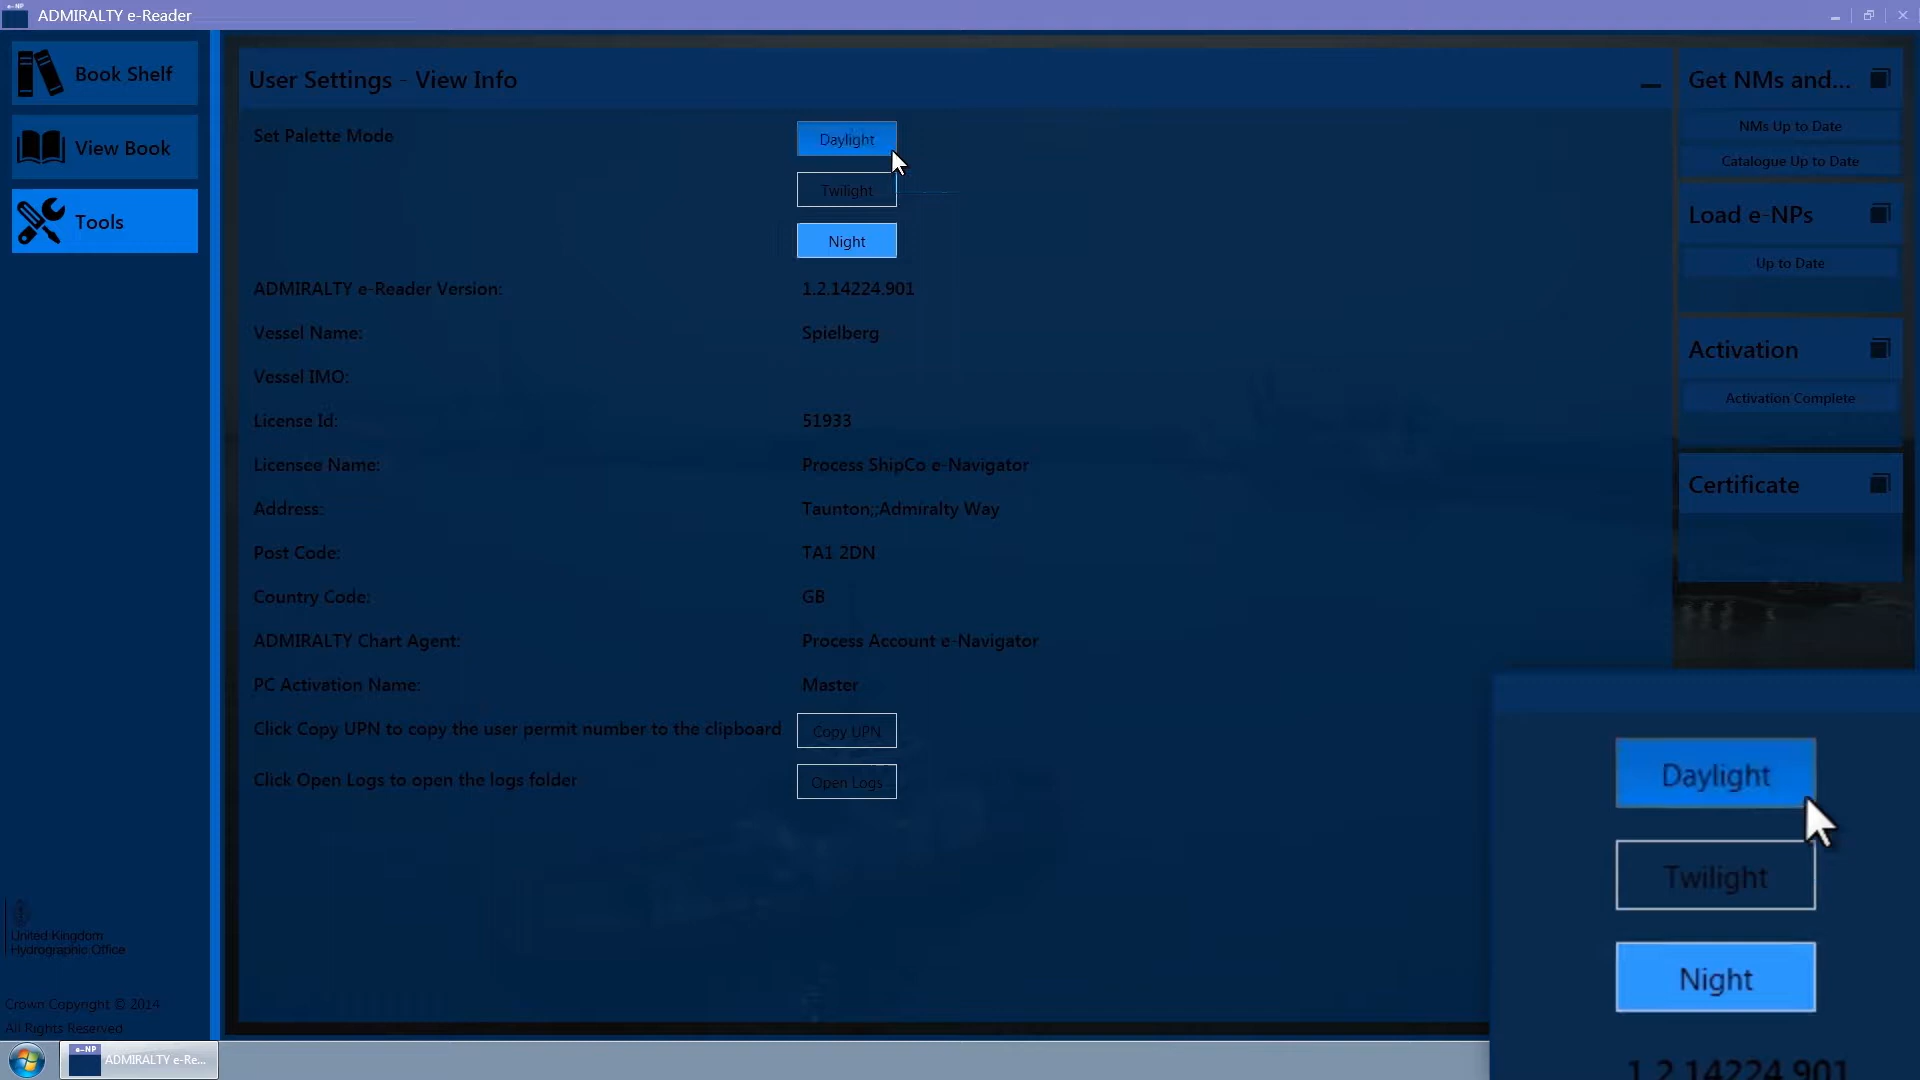 e-NP
ADMIRALTY e-Reader
Book Shelf
View Book
Tools
User Settings - View Info
Set Palette Mode
Daylight
Twilight
Night
ADMIRALTY e-Reader Version: 1.2.14224.901
Vessel Name: Spielberg
Vessel IMO:
License Id: 51933
Licensee Name: Process ShipCo e-Navigator
Address: Taunton;;Admiralty Way
Post Code: TA1 2DN
Country Code: GB
ADMIRALTY Chart Agent: Process Account e-Navigator
PC Activation Name: Master
Click Copy UPN to copy the user permit number to the clipboard Copy UPN
Click Open Logs to open the logs folder Open Logs
Get NMs and...
NMs Up to Date
Catalogue Up to Date
Load e-NPs
Up to Date
Activation
Activation Complete
Certificate
Daylight
Twilight
Night
1.2.14224.901
United Kingdom
Hydrographic Office
Crown Copyright © 2014
All Rights Reserved
e-NP
ADMIRALTY e-Re...